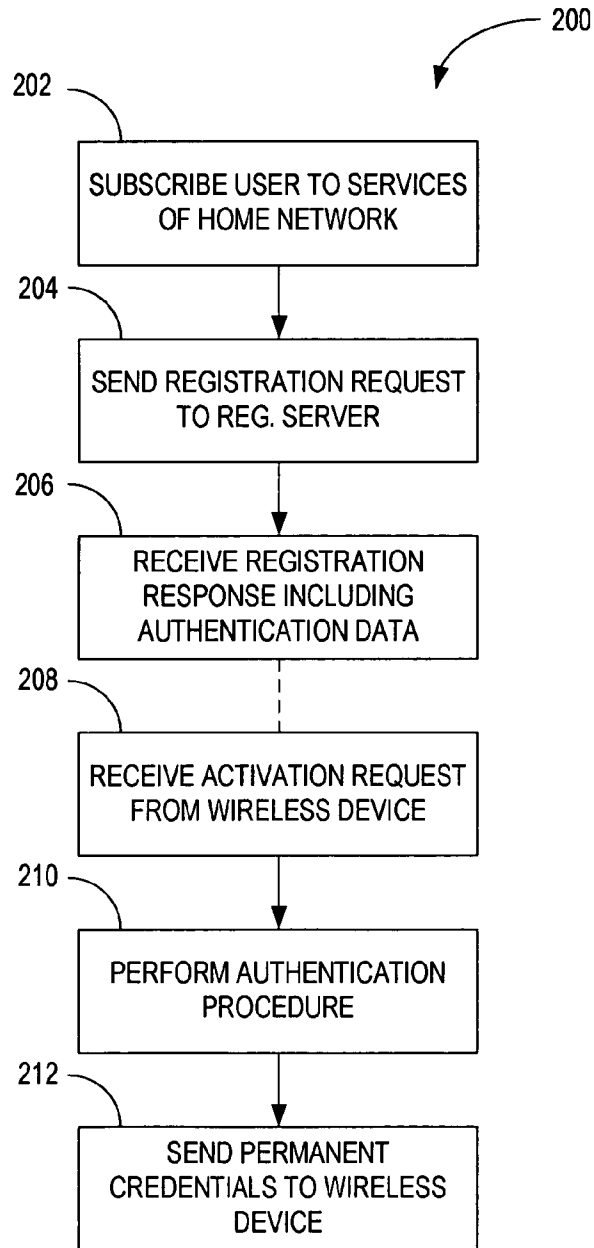 200
202
SUBSCRIBE USER TO SERVICES
OF HOME NETWORK
204
SEND REGISTRATION REQUEST
TO REG. SERVER
206
RECEIVE REGISTRATION
RESPONSE INCLUDING
AUTHENTICATION DATA
208
RECEIVE ACTIVATION REQUEST
FROM WIRELESS DEVICE
210
PERFORM AUTHENTICATION
PROCEDURE
212
SEND PERMANENT
CREDENTIALS TO WIRELESS
DEVICE